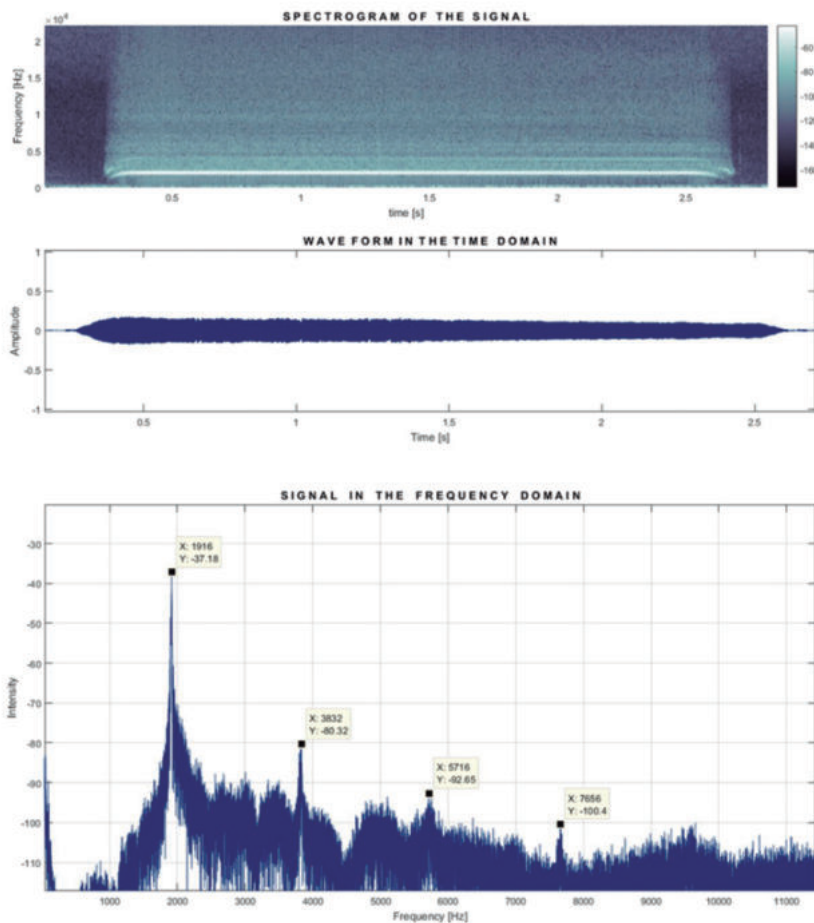 SPECTROGRAM OF THE SIGNAL
×10⁴
Frequency [Hz]
2
1.5
1
0.5
0
0.5
1
1.5
2
2.5
time [s]
-60
-80
-100
-120
-140
-160
WAVE FORM IN THE TIME DOMAIN
Amplitude
1
0.5
0
-0.5
-1
0.5
1
1.5
2
2.5
Time [s]
SIGNAL IN THE FREQUENCY DOMAIN
Intensity
-30
-40
-50
-60
-70
-80
-90
-100
-110
X: 1916
Y: -37.18
X: 3832
Y: -80.32
X: 5716
Y: -92.65
X: 7656
Y: -100.4
1000
2000
3000
4000
5000
6000
7000
8000
9000
10000
11000
Frequency [Hz]